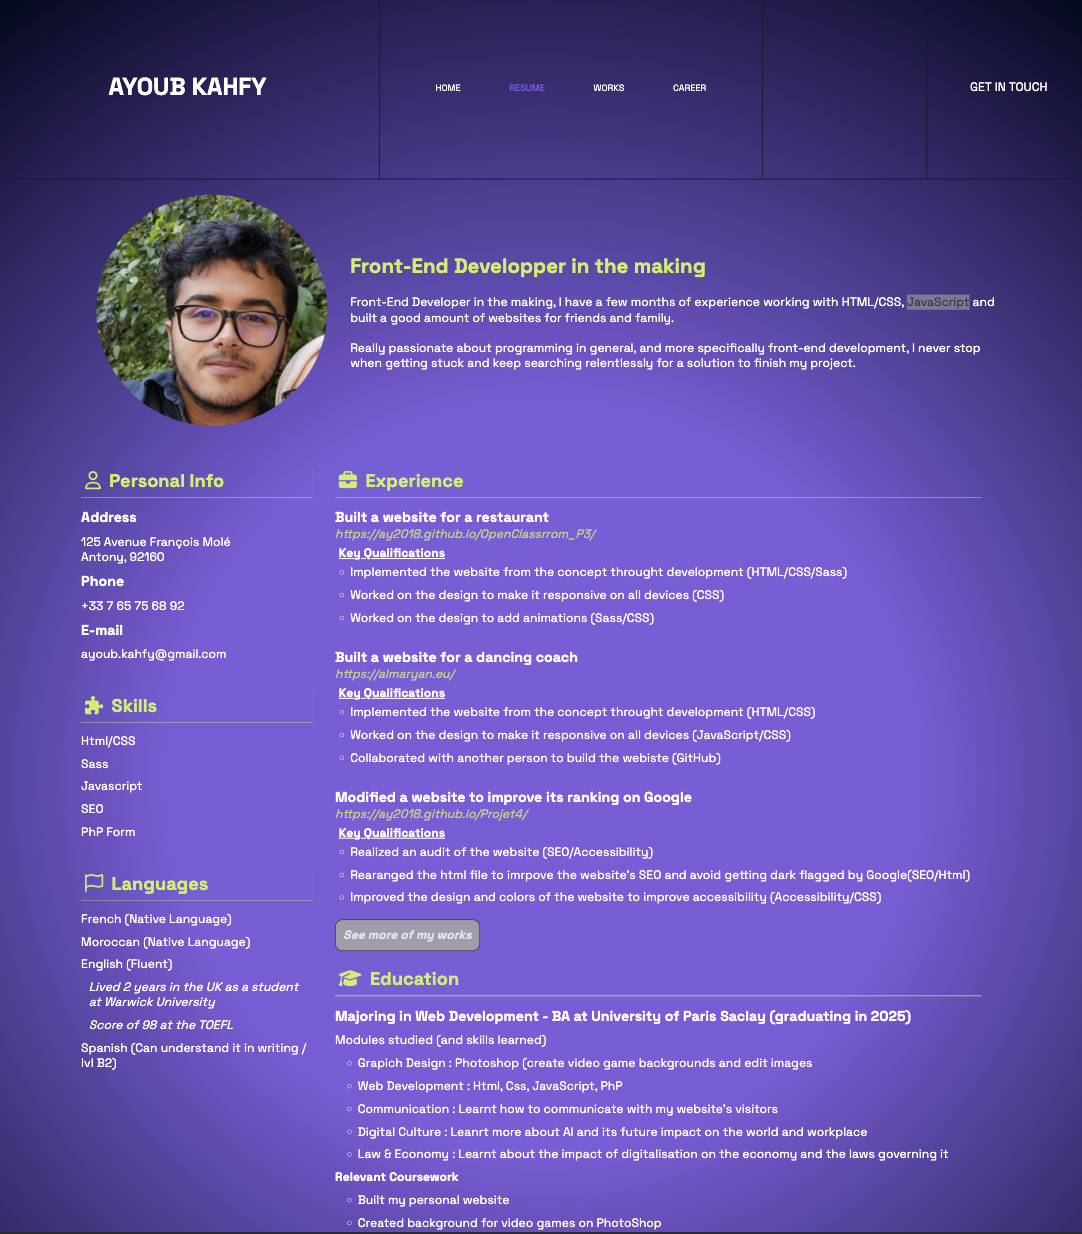 AYOUB KAHFY
HOME
RESUME
WORKS
CAREER
GET IN TOUCH
Front-End Developper in the making
Front-End Developer in the making, I have a few months of experience working with HTML/CSS, JavaScript and
built a good amount of websites for friends and family.
Really passionate about programming in general, and more specifically front-end development, I never stop
when getting stuck and keep searching relentlessly for a solution to finish my project.
Personal Info
Address
125 Avenue François Molé
Antony, 92160
Phone
+33 7 65 75 68 92
E-mail
ayoub.kahfy@gmail.com
Skills
Html/CSS
Sass
Javascript
SEO
PhP Form
Languages
French (Native Language)
Moroccan (Native Language)
English (Fluent)
Lived 2 years in the UK as a student
at Warwick University
Score of 98 at the TOEFL
Spanish (Can understand it in writing /
lvl B2)
Experience
Built a website for a restaurant
https://ay2018.github.io/OpenClassrrom_P3/
Key Qualifications
Implemented the website from the concept throught development (HTML/CSS/Sass)
Worked on the design to make it responsive on all devices (CSS)
Worked on the design to add animations (Sass/CSS)
Built a website for a dancing coach
https://almaryan.eu/
Key Qualifications
Implemented the website from the concept throught development (HTML/CSS)
Worked on the design to make it responsive on all devices (JavaScript/CSS)
Collaborated with another person to build the webiste (GitHub)
Modified a website to improve its ranking on Google
https://ay2018.github.io/Projet4/
Key Qualifications
Realized an audit of the website (SEO/Accessibility)
Rearanged the html file to imrpove the website's SEO and avoid getting dark flagged by Google(SEO/Html)
Improved the design and colors of the website to improve accessibility (Accessibility/CSS)
See more of my works
Education
Majoring in Web Development - BA at University of Paris Saclay (graduating in 2025)
Modules studied (and skills learned)
Grapich Design : Photoshop (create video game backgrounds and edit images
Web Development : Html, Css, JavaScript, PhP
Communication : Learnt how to communicate with my website's visitors
Digital Culture : Leanrt more about AI and its future impact on the world and workplace
Law & Economy : Learnt about the impact of digitalisation on the economy and the laws governing it
Relevant Coursework
Built my personal website
Created background for video games on PhotoShop